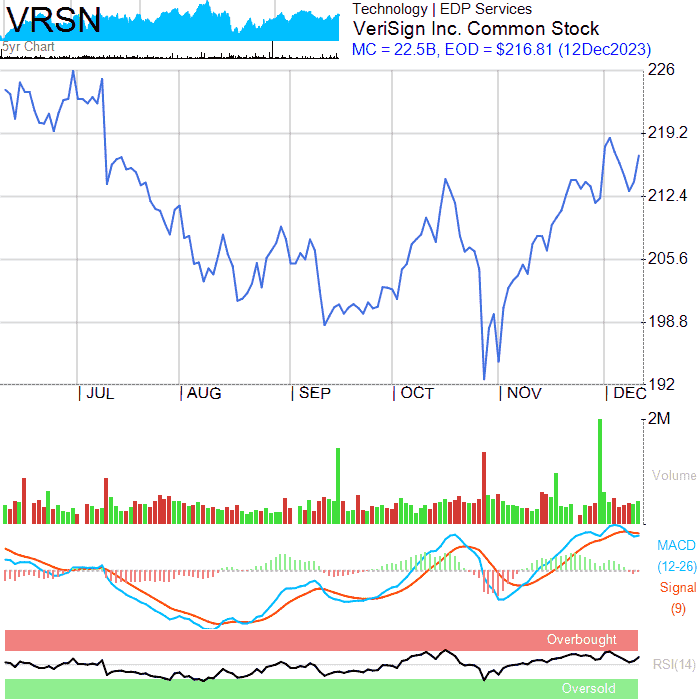 VRSN
5yr Chart
Technology | EDP Services
VeriSign Inc. Common Stock
MC = 22.5B, EOD = $216.81 (12Dec2023)
226
219.2
212.4
205.6
198.8
192
| JUL | AUG | SEP | OCT | NOV | DEC
2M
Volume
MACD
(12-26)
Signal
(9)
Overbought
RSI(14)
Oversold